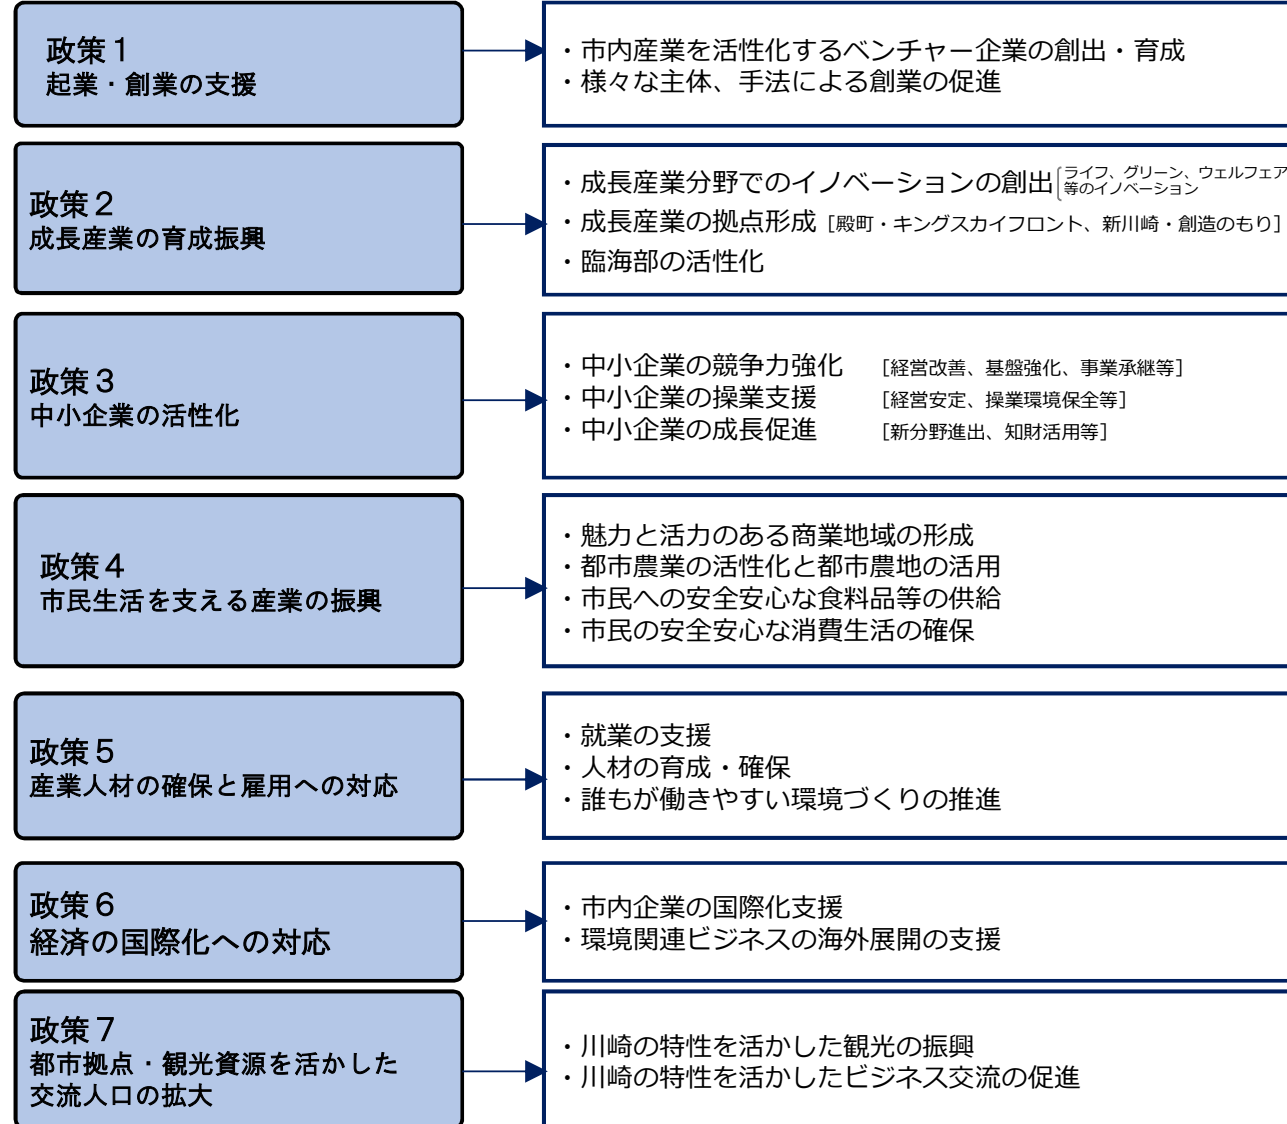 政策１
起業・創業の支援
・市内産業を活性化するベンチャー企業の創出・育成
・様々な主体、手法による創業の促進
政策２
成長産業の育成振興
・成長産業分野でのイノベーションの創出[ライフ、グリーン、ウェルフェア
等のイノベーション
・成長産業の拠点形成 [殿町・キングスカイフロント、新川崎・創造のもり]
・臨海部の活性化
政策３
中小企業の活性化
・中小企業の競争力強化 [経営改善、基盤強化、事業承継等]
・中小企業の操業支援 [経営安定、操業環境保全等]
・中小企業の成長促進 [新分野進出、知財活用等]
政策４
市民生活を支える産業の振興
・魅力と活力のある商業地域の形成
・都市農業の活性化と都市農地の活用
・市民への安全安心な食料品等の供給
・市民の安全安心な消費生活の確保
政策５
産業人材の確保と雇用への対応
・就業の支援
・人材の育成・確保
・誰もが働きやすい環境づくりの推進
政策６
経済の国際化への対応
・市内企業の国際化支援
・環境関連ビジネスの海外展開の支援
政策７
都市拠点・観光資源を活かした
交流人口の拡大
・川崎の特性を活かした観光の振興
・川崎の特性を活かしたビジネス交流の促進